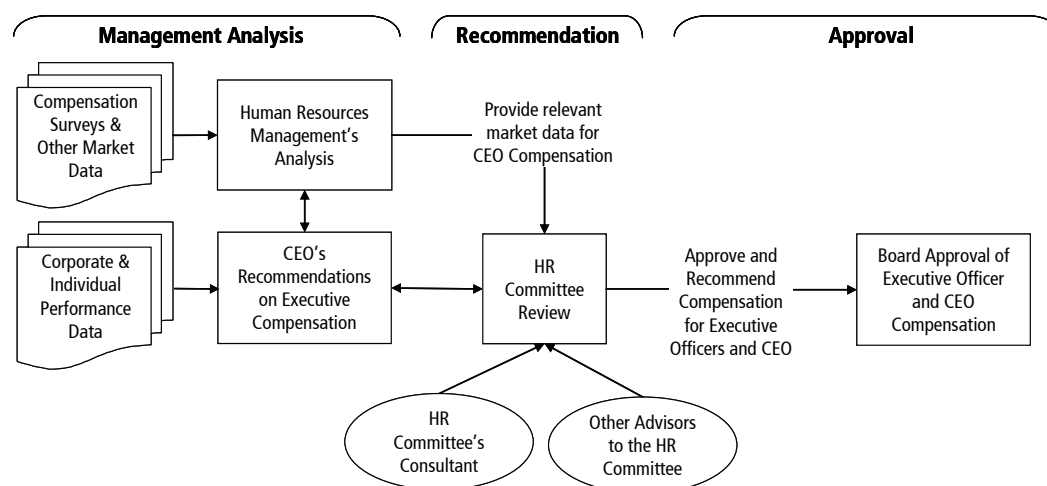 Management Analysis
Recommendation
Approval
Compensation
Surveys &
Other Market
Data
Human Resources
Management's
Analysis
Provide relevant
market data for
CEO Compensation
Corporate &
Individual
Performance
Data
CEO's
Recommendations
on Executive
Compensation
HR
Committee
Review
Approve and
Recommend
Compensation
for Executive
Officers and CEO
Board Approval of
Executive Officer
and CEO
Compensation
HR
Committee's
Consultant
Other Advisors
to the HR
Committee